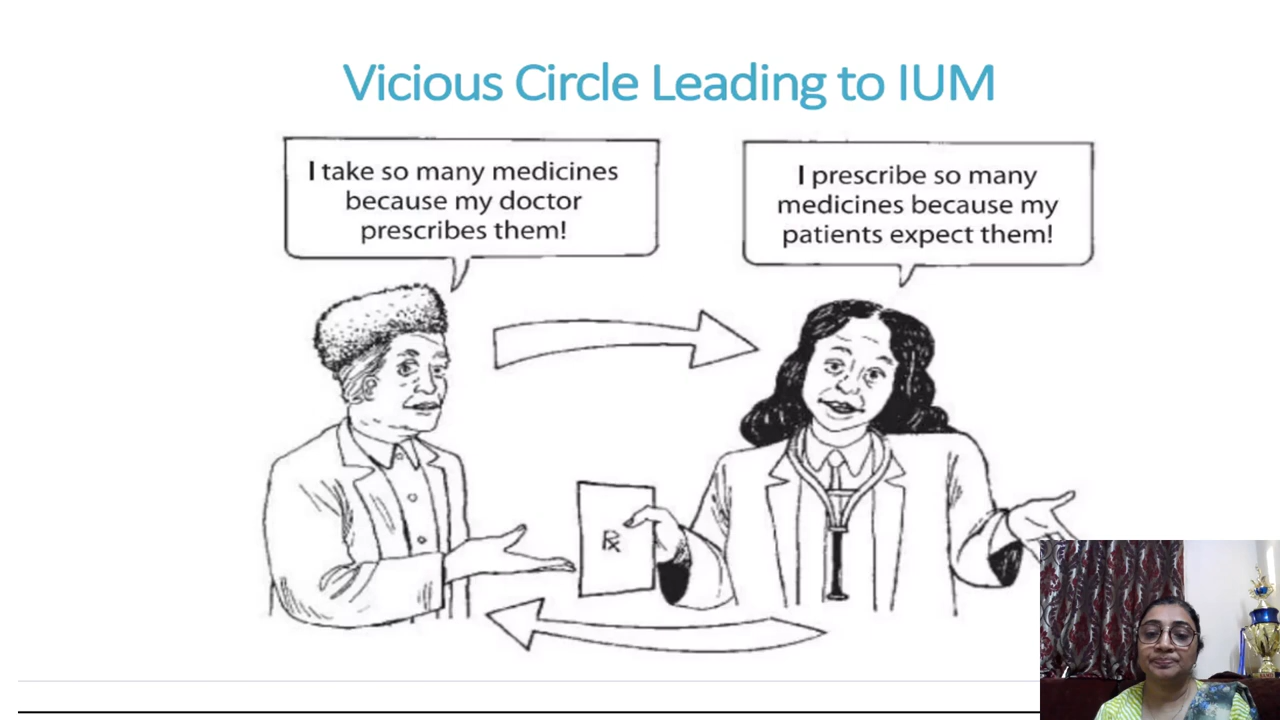 Vicious Circle Leading to IUM
I take so many medicines
because my doctor
prescribes them!
I prescribe so many
medicines because my
patients expect them!
℞